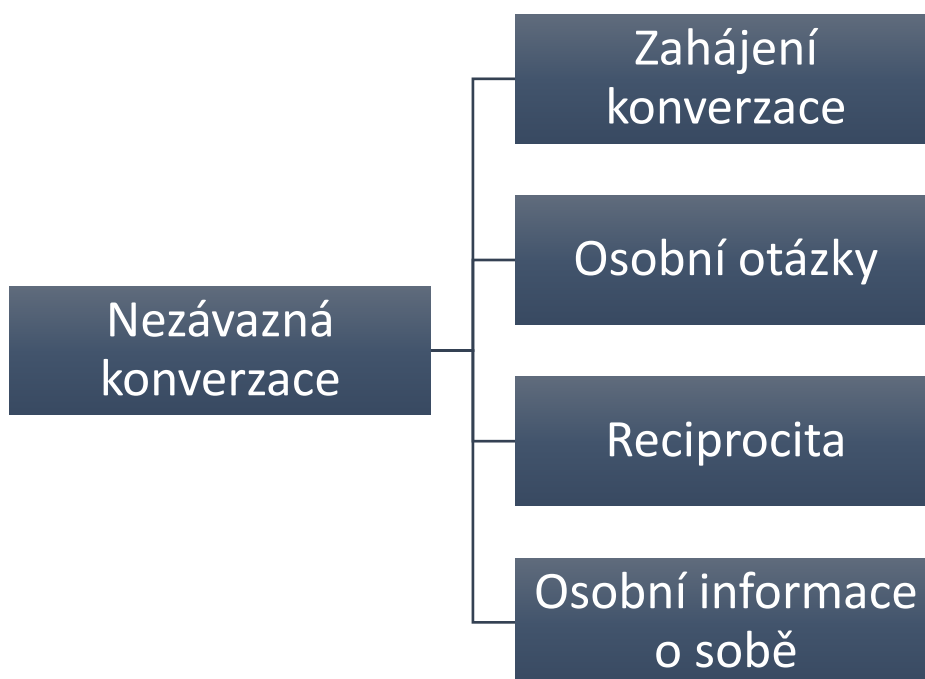 Zahájení
konverzace
Osobní otázky
Nezávazná
konverzace
Reciprocita
Osobní informace
o sobě